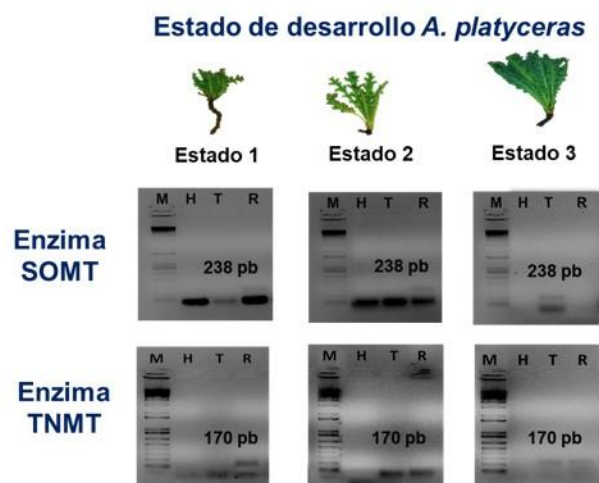 Estado de desarrollo A. platyceras
Estado 1
Estado 2
Estado 3
Enzima
SOMT
M H T R
238 pb
M H T R
238 pb
M H T R
238 pb
Enzima
TNMT
M H T R
170 pb
M H T R
170 pb
M H T R
170 pb